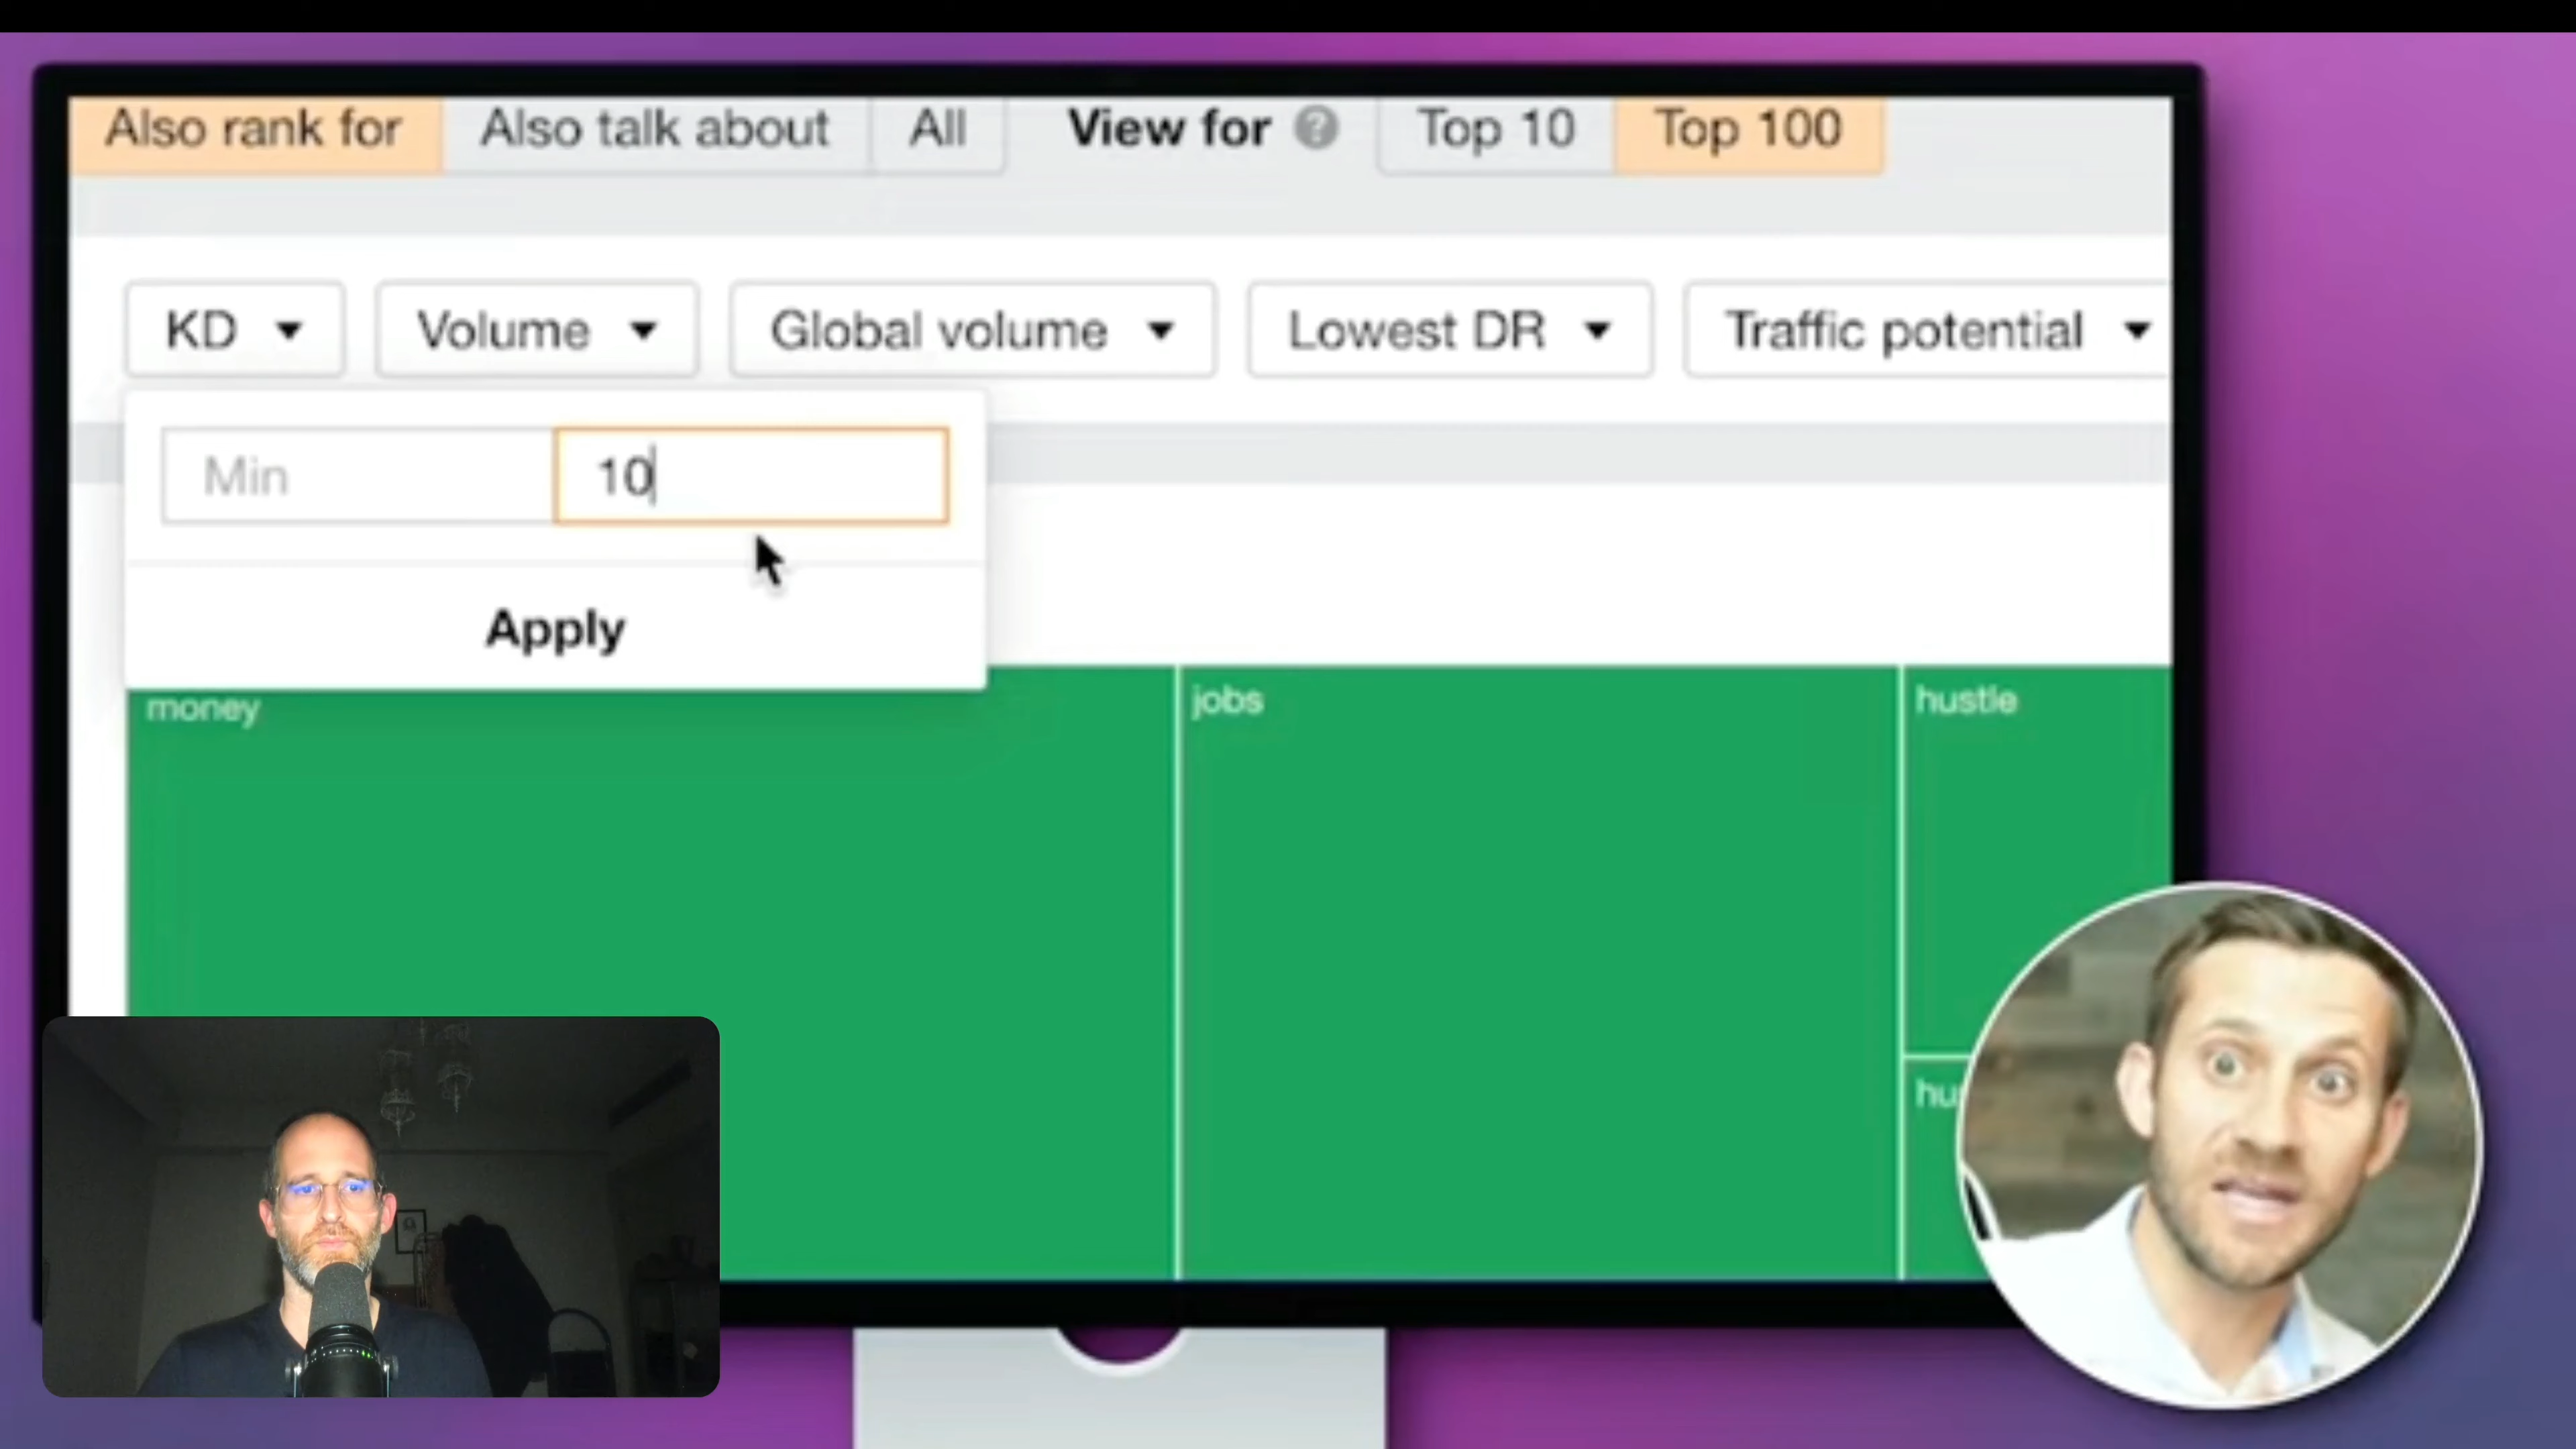 Also rank for Also talk about All View for ? Top 10 Top 100
KD Volume Global volume Lowest DR Traffic potential
Min 10
Apply
money jobs hustle
hus